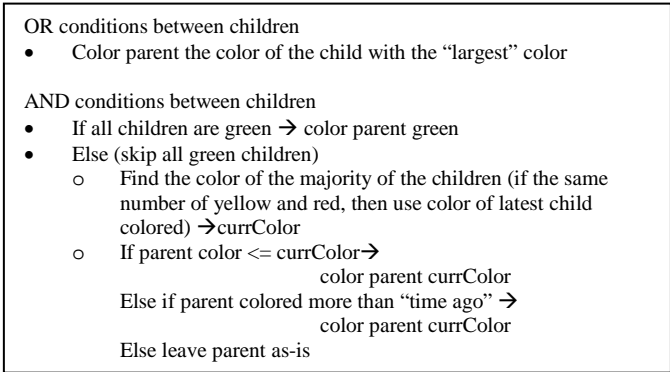 OR conditions between children
• Color parent the color of the child with the “largest” color
AND conditions between children
• If all children are green → color parent green
• Else (skip all green children)
o Find the color of the majority of the children (if the same
number of yellow and red, then use color of latest child
colored) →currColor
o If parent color <= currColor→
color parent currColor
Else if parent colored more than “time ago” →
color parent currColor
Else leave parent as-is